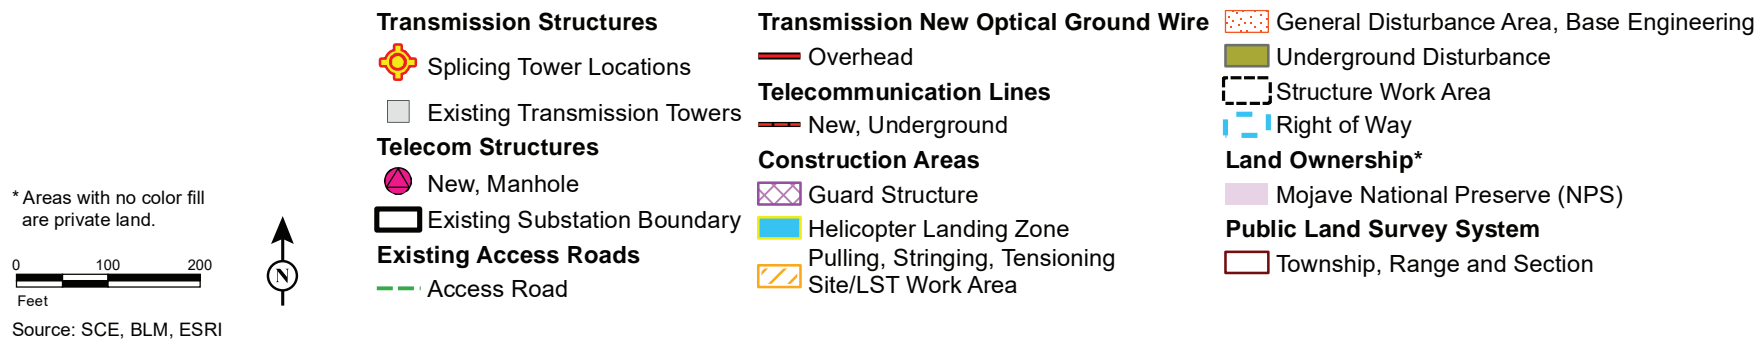 * Areas with no color fill
are private land.
0 100 200
Feet
N
Source: SCE, BLM, ESRI
Transmission Structures
Splicing Tower Locations
Existing Transmission Towers
Telecom Structures
New, Manhole
Existing Substation Boundary
Existing Access Roads
Access Road
Transmission New Optical Ground Wire
Overhead
Telecommunication Lines
New, Underground
Construction Areas
Guard Structure
Helicopter Landing Zone
Pulling, Stringing, Tensioning
Site/LST Work Area
General Disturbance Area, Base Engineering
Underground Disturbance
Structure Work Area
Right of Way
Land Ownership*
Mojave National Preserve (NPS)
Public Land Survey System
Township, Range and Section